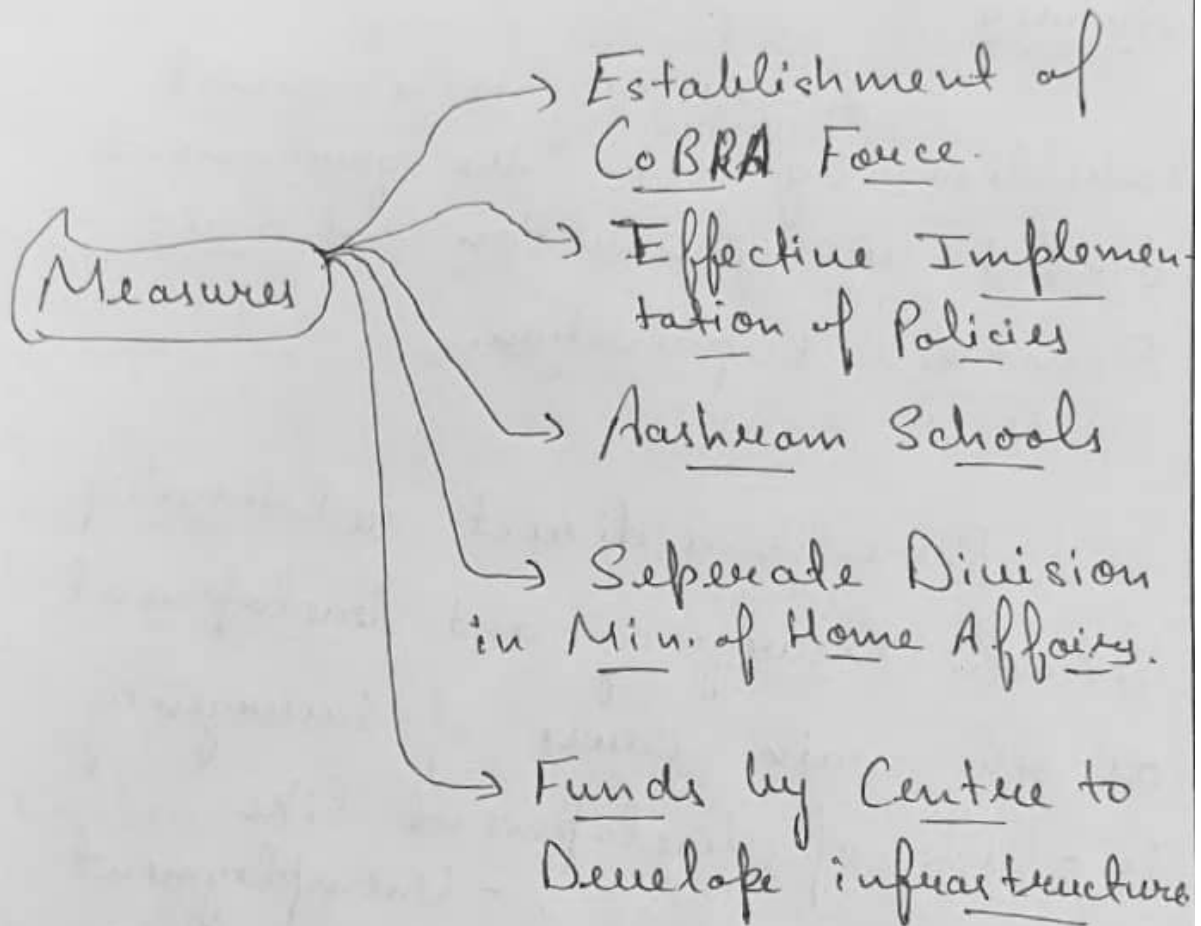 Establishment of
CoBRA Force.
Measures
Effective Implemen-
tation of Policies
Aashram Schools
Seperate Division
in Min. of Home Affairs.
Funds by Centre to
Develope infrastructure